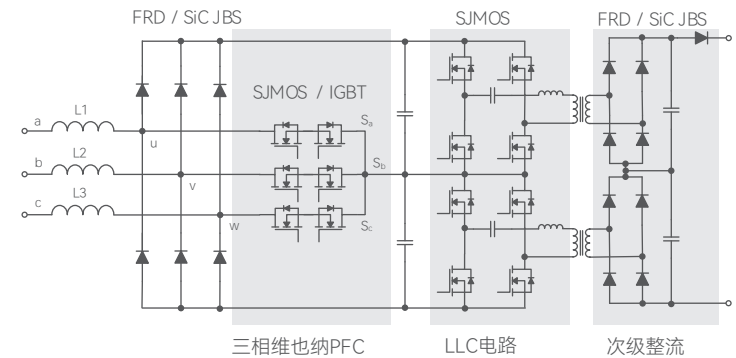 FRD / SiC JBS
SJMOS
FRD / SiC JBS
SJMOS / IGBT
a
L1
Sa
u
b
L2
Sb
v
c
L3
Sc
w
三相维也纳PFC
LLC电路
次级整流